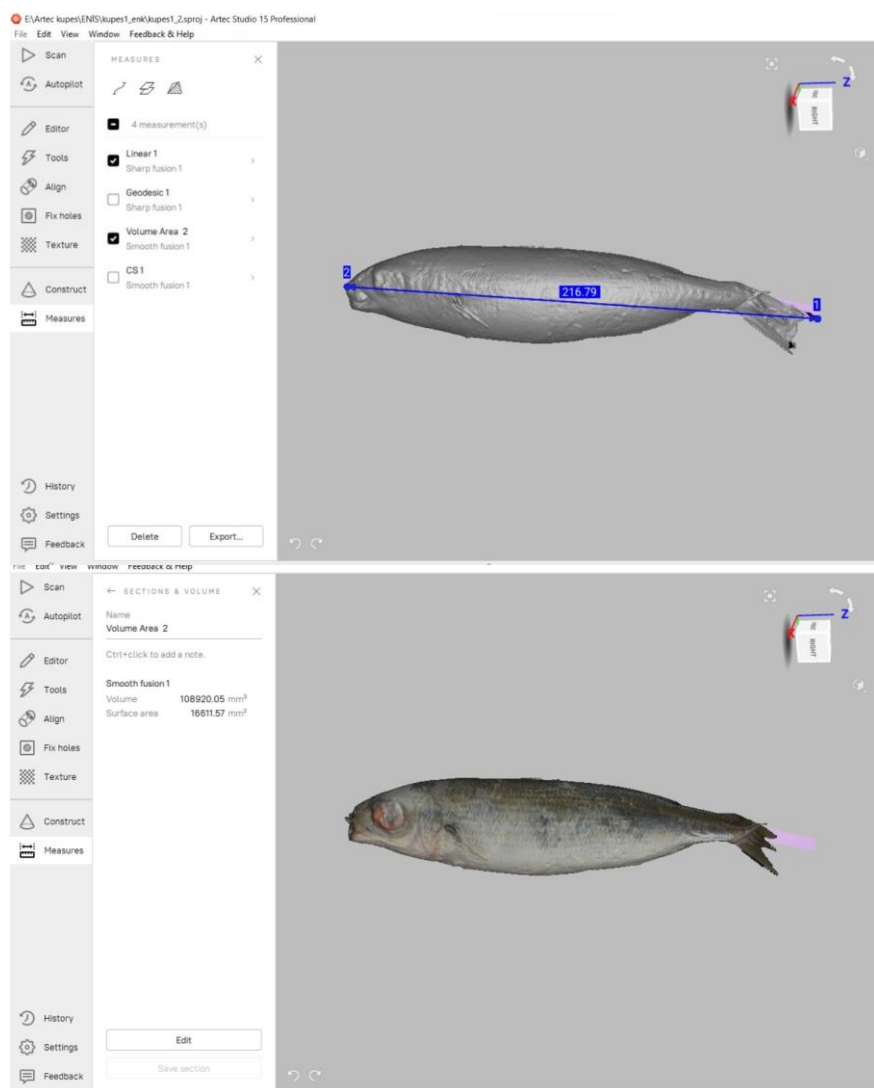 E:\Artec kupes\ENIS\kupes1_enk\kupes1_2.sproj - Artec Studio 15 Professional
File Edit View Window Feedback & Help
Scan
Autopilot
Editor
Tools
Align
Fix holes
Texture
Construct
Measures
History
Settings
Feedback
MEASURES
4 measurement(s)
Linear 1
Sharp fusion 1
Geodesic 1
Sharp fusion 1
Volume Area 2
Smooth fusion 1
CS 1
Smooth fusion 1
Delete Export...
Z
RIGHT
2
216.79
1
File Edit View Window Feedback & Help
Scan
Autopilot
Editor
Tools
Align
Fix holes
Texture
Construct
Measures
History
Settings
Feedback
SECTIONS & VOLUME
Name
Volume Area 2
Ctrl+click to add a note.
Smooth fusion 1
Volume 108920.05 mm³
Surface area 16611.57 mm²
Edit
Save section
Z
RIGHT